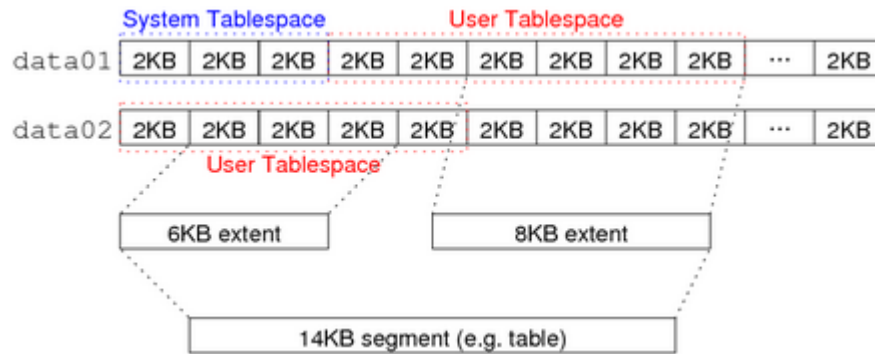 System Tablespace User Tablespace
data01 2KB 2KB 2KB 2KB 2KB 2KB 2KB 2KB 2KB ... 2KB
data02 2KB 2KB 2KB 2KB 2KB 2KB 2KB 2KB 2KB ... 2KB
User Tablespace
6KB extent 8KB extent
14KB segment (e.g. table)